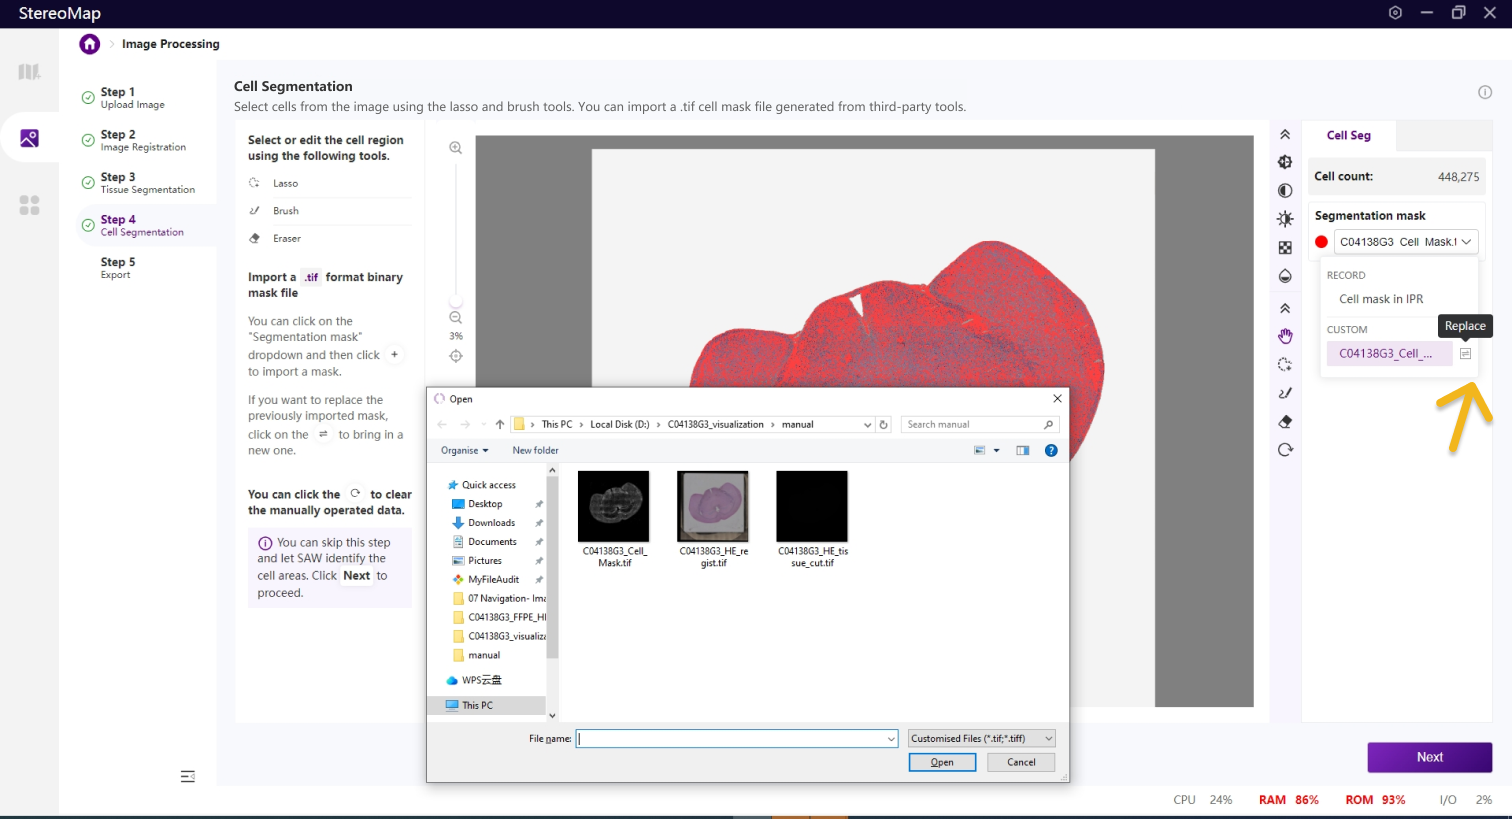 StereoMap
Image Processing
Step 1
Upload Image
Step 2
Image Registration
Step 3
Tissue Segmentation
Step 4
Cell Segmentation
Step 5
Export
Cell Segmentation
Select cells from the image using the lasso and brush tools. You can import a .tif cell mask file generated from third-party tools.
Select or edit the cell region
using the following tools.
Lasso
Brush
Eraser
Import a .tif format binary
mask file
You can click on the
"Segmentation mask"
dropdown and then click +
to import a mask.
If you want to replace the
previously imported mask,
click on the ⇌ to bring in a
new one.
You can click the ⟳ to clear
the manually operated data.
You can skip this step
and let SAW identify the
cell areas. Click Next to
proceed.
3%
Cell Seg
Cell count: 448,275
Segmentation mask
C04138G3_Cell_Mask.t
RECORD
Cell mask in IPR
Replace
CUSTOM
C04138G3_Cell_...
Open
This PC > Local Disk (D:) > C04138G3_visualization > manual
Search manual
Organise
New folder
Quick access
Desktop
Downloads
Documents
Pictures
MyFileAudit
07 Navigation- Ima
C04138G3_FFPE_HE
C04138G3_visualiza
manual
WPS云盘
This PC
C04138G3_Cell_
Mask.tif
C04138G3_HE_re
gist.tif
C04138G3_HE_tis
sue_cut.tif
File name:
Customised Files (*.tif;*.tiff)
Open
Cancel
Next
CPU 24% RAM 86% ROM 93% I/O 2%